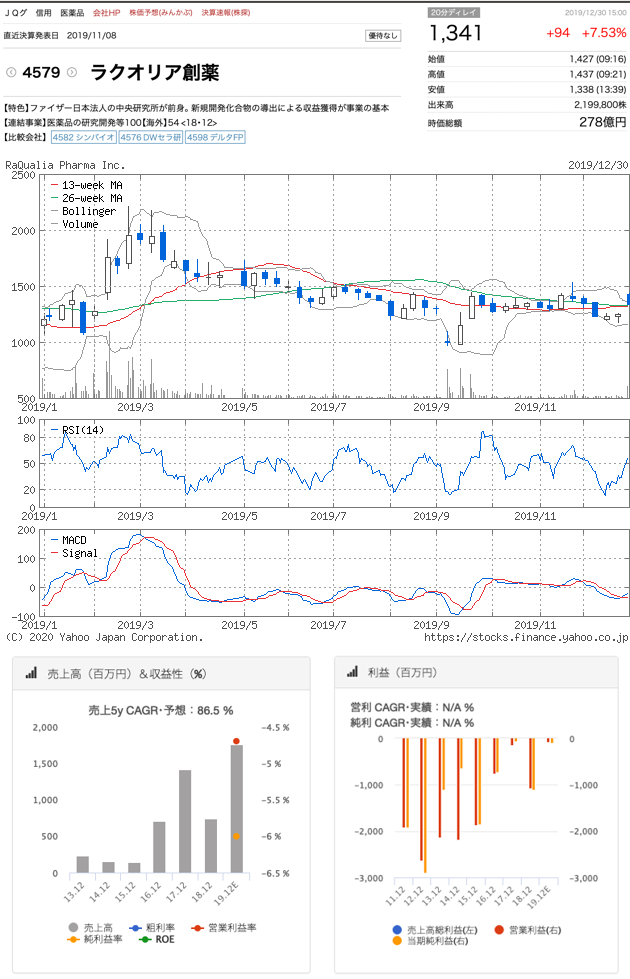 JQグ 信用 医薬品 会社HP 株価予想(みんかぶ) 決算速報(株探)
直近決算発表日 2019/11/08 優待なし
4579 ラクオリア創薬
【特色】ファイザー日本法人の中央研究所が前身。新規開発化合物の導出による収益獲得が事業の基本
【連結事業】医薬品の研究開発等100【海外】54<18・12>
【比較会社】 4582 シンバイオ 4576 DWセラ研 4598 デルタFP
20分ディレイ 2019/12/30 15:00
1,341 +94 +7.53%
始値 1,427 (09:16)
高値 1,437 (09:21)
安値 1,338 (13:39)
出来高 2,199,800株
時価総額 278億円
RaQualia Pharma Inc. 2019/12/30
2500
2000
1500
1000
500
13-week MA
26-week MA
Bollinger
Volume
2019/1 2019/3 2019/5 2019/7 2019/9 2019/11
100
80
50
20
0
RSI(14)
2019/1 2019/3 2019/5 2019/7 2019/9 2019/11
200
100
0
-100
MACD
Signal
2019/1 2019/3 2019/5 2019/7 2019/9 2019/11
(C) 2020 Yahoo Japan Corporation. https://stocks.finance.yahoo.co.jp
売上高（百万円）＆収益性（%）
売上5y CAGR・予想：86.5 %
2,000
1,500
1,000
500
0
-4.5 %
-5 %
-5.5 %
-6 %
-6.5 %
13.12 14.12 15.12 16.12 17.12 18.12 19.12E
売上高 粗利率 営業利益率
純利益率 ROE
利益（百万円）
営利 CAGR・実績：N/A %
純利 CAGR・実績：N/A %
0
-1,000
-2,000
-3,000
0
-1,000
-2,000
-3,000
11.12 12.12 13.12 14.12 15.12 16.12 17.12 18.12 19.12E
売上高総利益(左) 営業利益(右)
当期純利益(右)